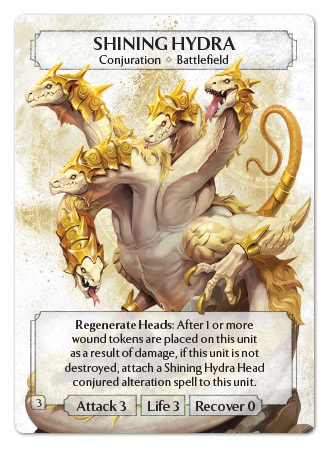 SHINING HYDRA
Conjuration ◆ Battlefield
Regenerate Heads: After 1 or more
wound tokens are placed on this unit
as a result of damage, if this unit is not
destroyed, attach a Shining Hydra Head
conjured alteration spell to this unit.
3 Attack 3 Life 3 Recover 0